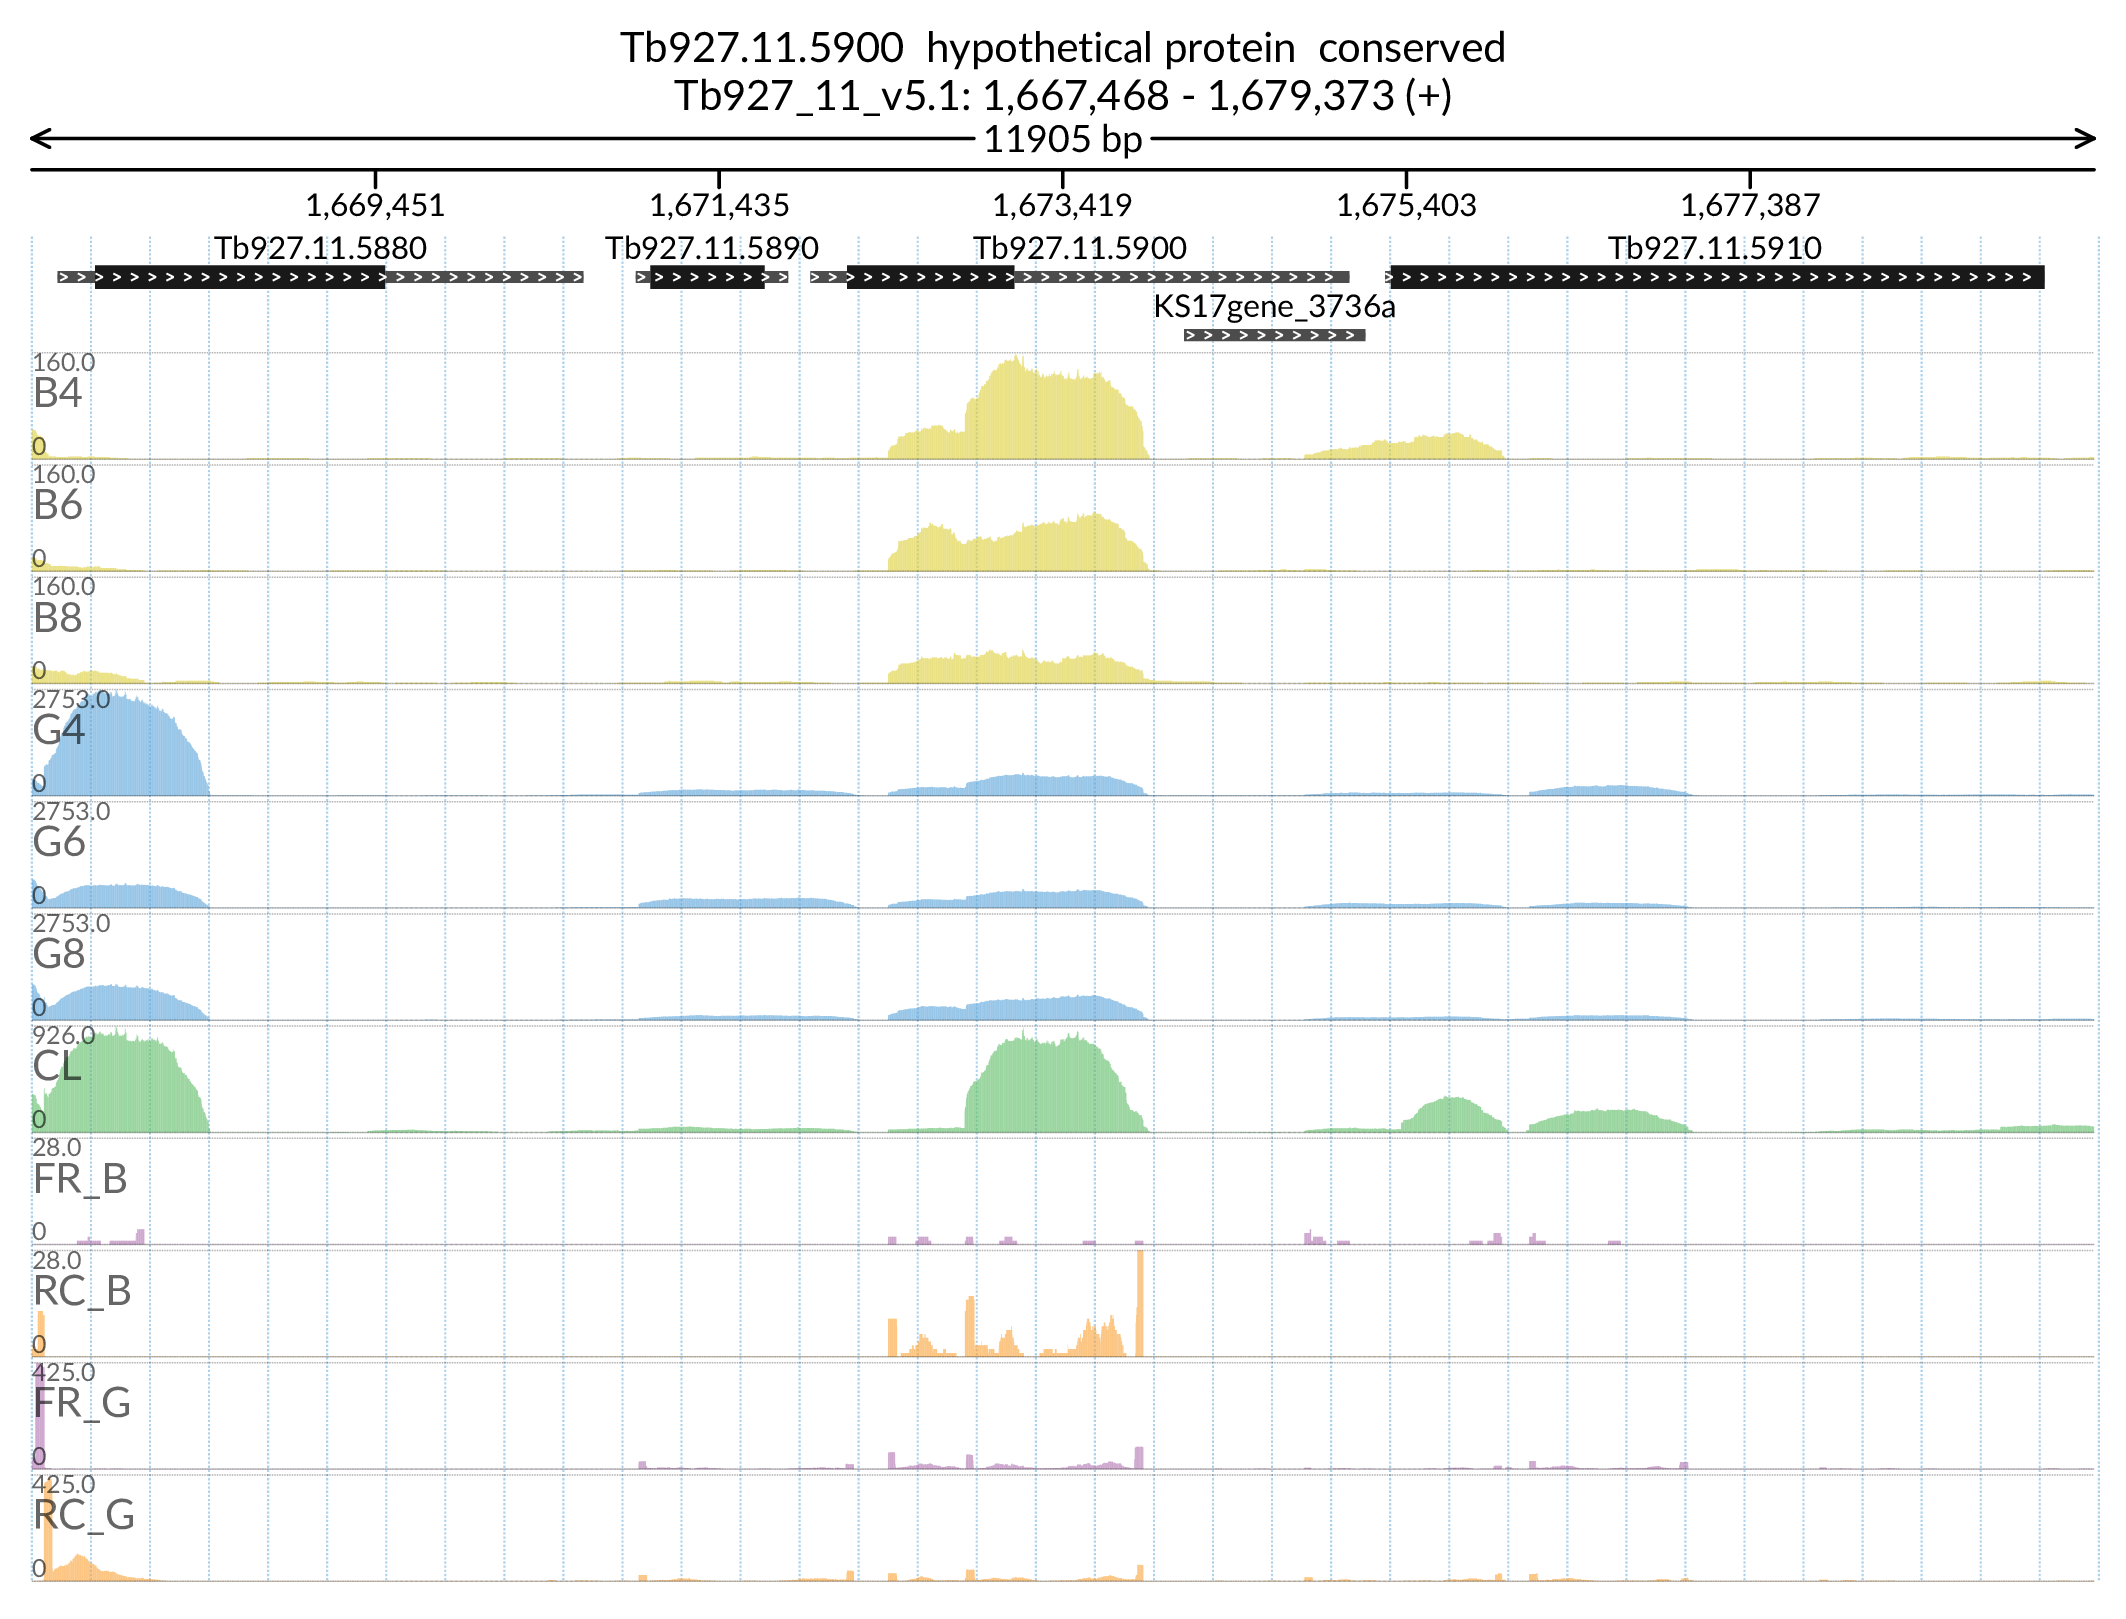 Tb927.11.5900  hypothetical protein  conserved
Tb927_11_v5.1: 1,667,468 - 1,679,373 (+)
11905 bp
1,669,451 1,671,435 1,673,419 1,675,403 1,677,387
Tb927.11.5880 Tb927.11.5890 Tb927.11.5900 Tb927.11.5910
KS17gene_3736a
160.0
B4
0
160.0
B6
0
160.0
B8
0
2753.0
G4
0
2753.0
G6
0
2753.0
G8
0
926.0
CL
0
28.0
FR_B
0
28.0
RC_B
0
425.0
FR_G
0
425.0
RC_G
0